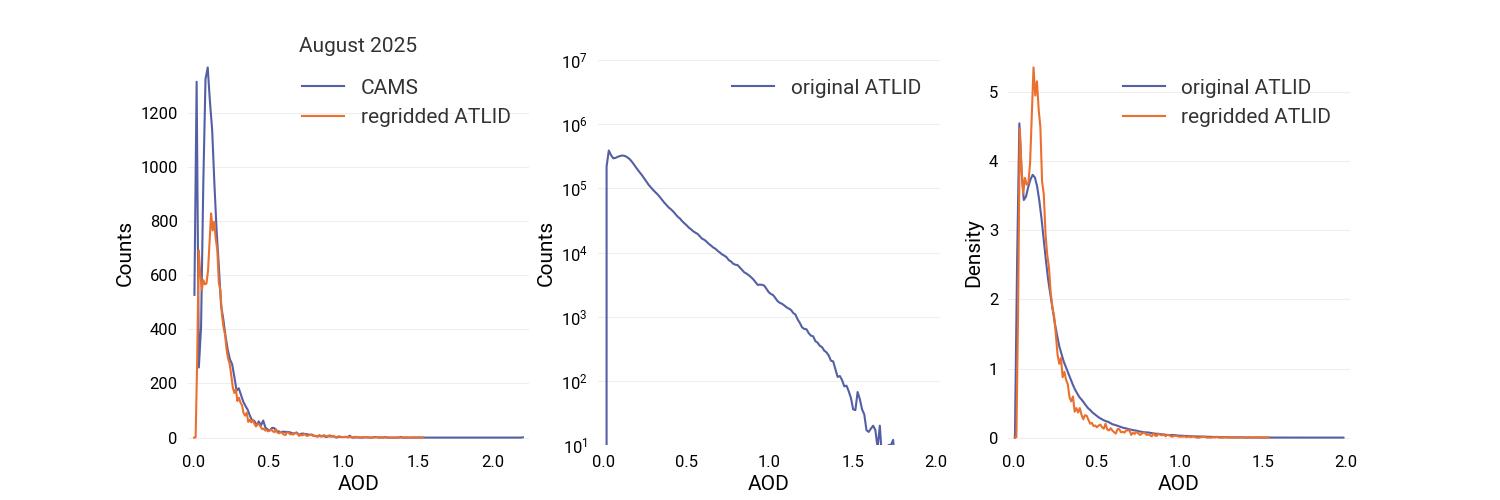 August 2025
CAMS
regridded ATLID
1200
1000
800
600
400
200
0
Counts
0.0 0.5 1.0 1.5 2.0
AOD
original ATLID
10⁷
10⁶
10⁵
10⁴
10³
10²
10¹
Counts
0.0 0.5 1.0 1.5 2.0
AOD
original ATLID
regridded ATLID
5
4
3
2
1
0
Density
0.0 0.5 1.0 1.5 2.0
AOD